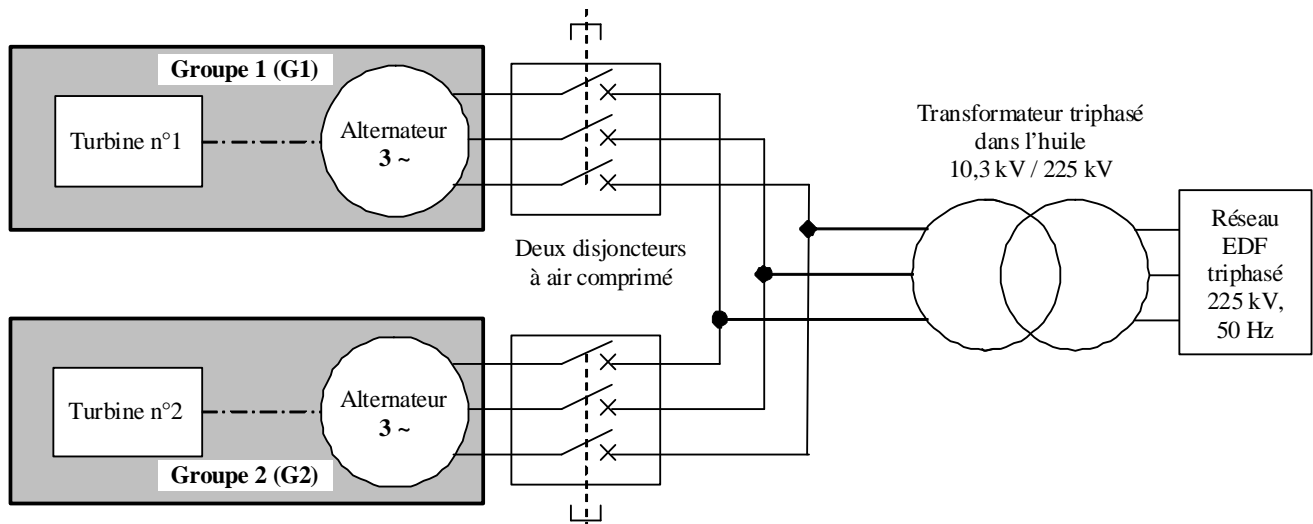 Groupe 1 (G1)
Turbine n°1
Alternateur
3 ~
Deux disjoncteurs
à air comprimé
Transformateur triphasé
dans l'huile
10,3 kV / 225 kV
Réseau
EDF
triphasé
225 kV,
50 Hz
Turbine n°2
Alternateur
3 ~
Groupe 2 (G2)